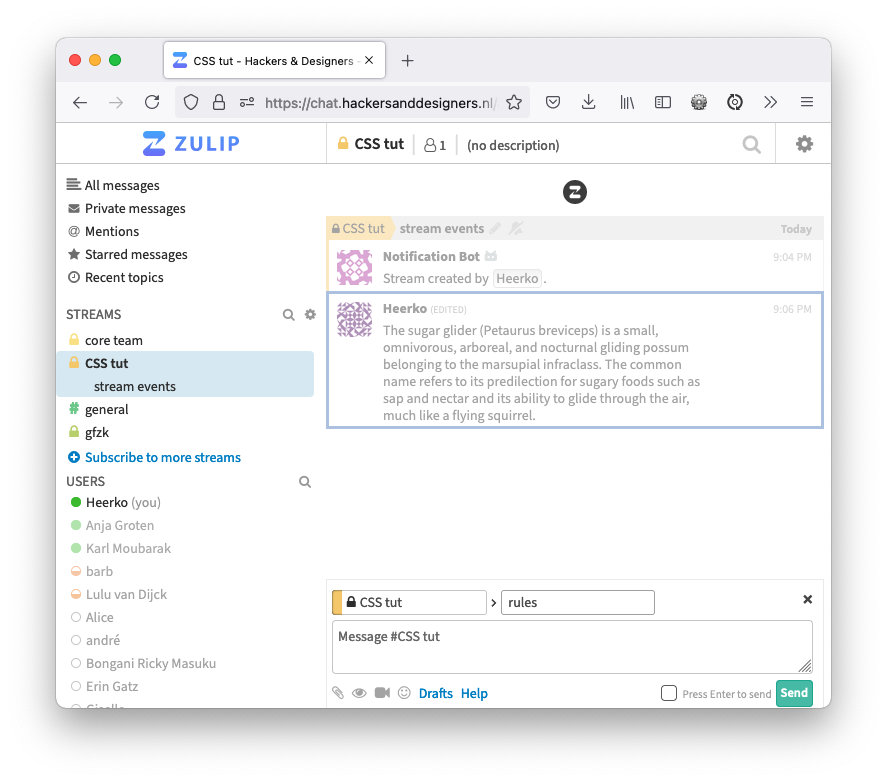 CSS tut - Hackers & Designers -
https://chat.hackersanddesigners.nl/
ZULIP
CSS tut
1
(no description)
All messages
Private messages
@ Mentions
Starred messages
Recent topics
STREAMS
core team
CSS tut
stream events
# general
gfzk
Subscribe to more streams
USERS
Heerko (you)
Anja Groten
Karl Moubarak
barb
Lulu van Dijck
Alice
andré
Bongani Ricky Masuku
Erin Gatz
CSS tut stream events Today
Notification Bot 9:04 PM
Stream created by Heerko .
Heerko (EDITED) 9:06 PM
The sugar glider (Petaurus breviceps) is a small,
omnivorous, arboreal, and nocturnal gliding possum
belonging to the marsupial infraclass. The common
name refers to its predilection for sugary foods such as
sap and nectar and its ability to glide through the air,
much like a flying squirrel.
CSS tut › rules
Message #CSS tut
Drafts Help Press Enter to send Send